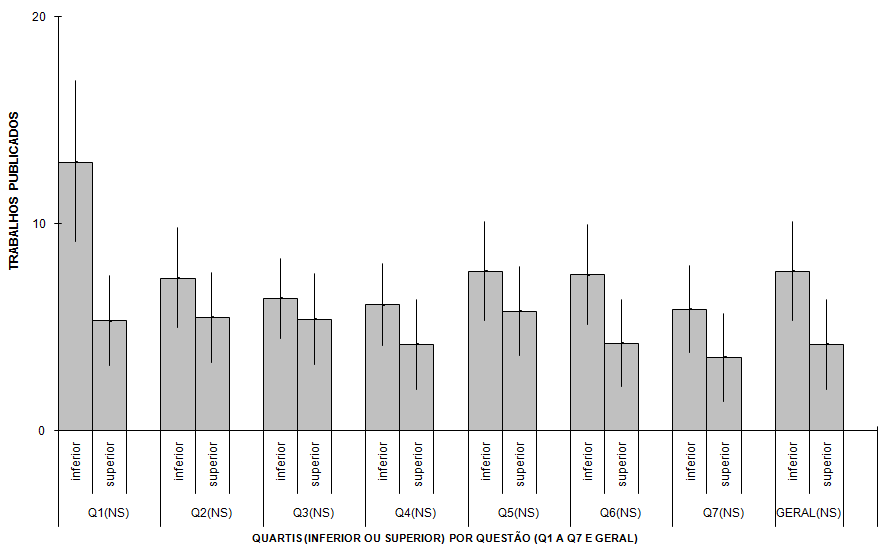 20
10
0
TRABALHOS PUBLICADOS
inferior
superior
inferior
superior
inferior
superior
inferior
superior
inferior
superior
inferior
superior
inferior
superior
inferior
superior
Q1(NS)
Q2(NS)
Q3(NS)
Q4(NS)
Q5(NS)
Q6(NS)
Q7(NS)
GERAL(NS)
QUARTIS (INFERIOR OU SUPERIOR) POR QUESTÃO (Q1 A Q7 E GERAL)